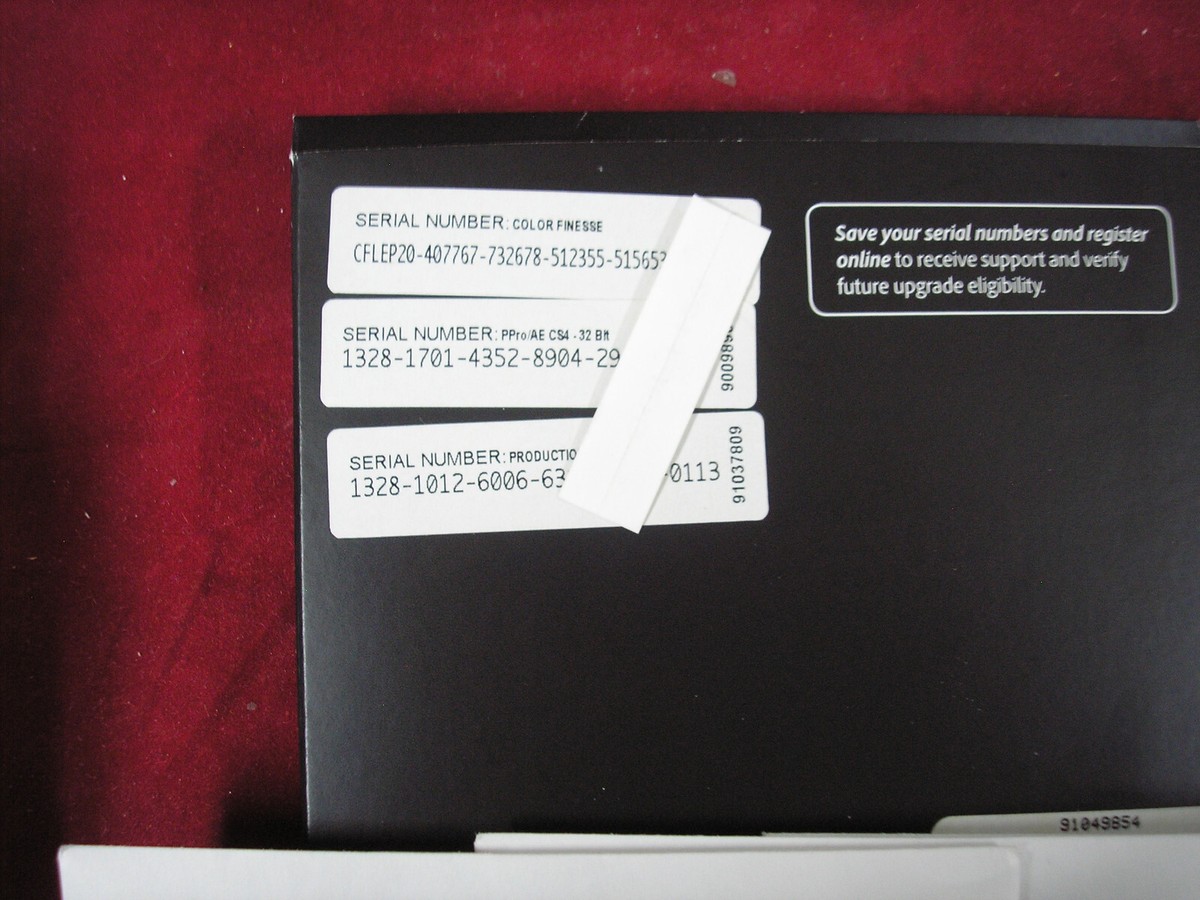 SERIAL NUMBER: COLOR FINESSE
CFLEP20-407767-732678-512355-51565
SERIAL NUMBER: PPro/AE CS4 - 32 Bit
1328-1701-4352-8904-29
90098
SERIAL NUMBER: PRODUCTIO
1328-1012-6006-63
-0113
91037809
Save your serial numbers and register
online to receive support and verify
future upgrade eligibility.
91049854